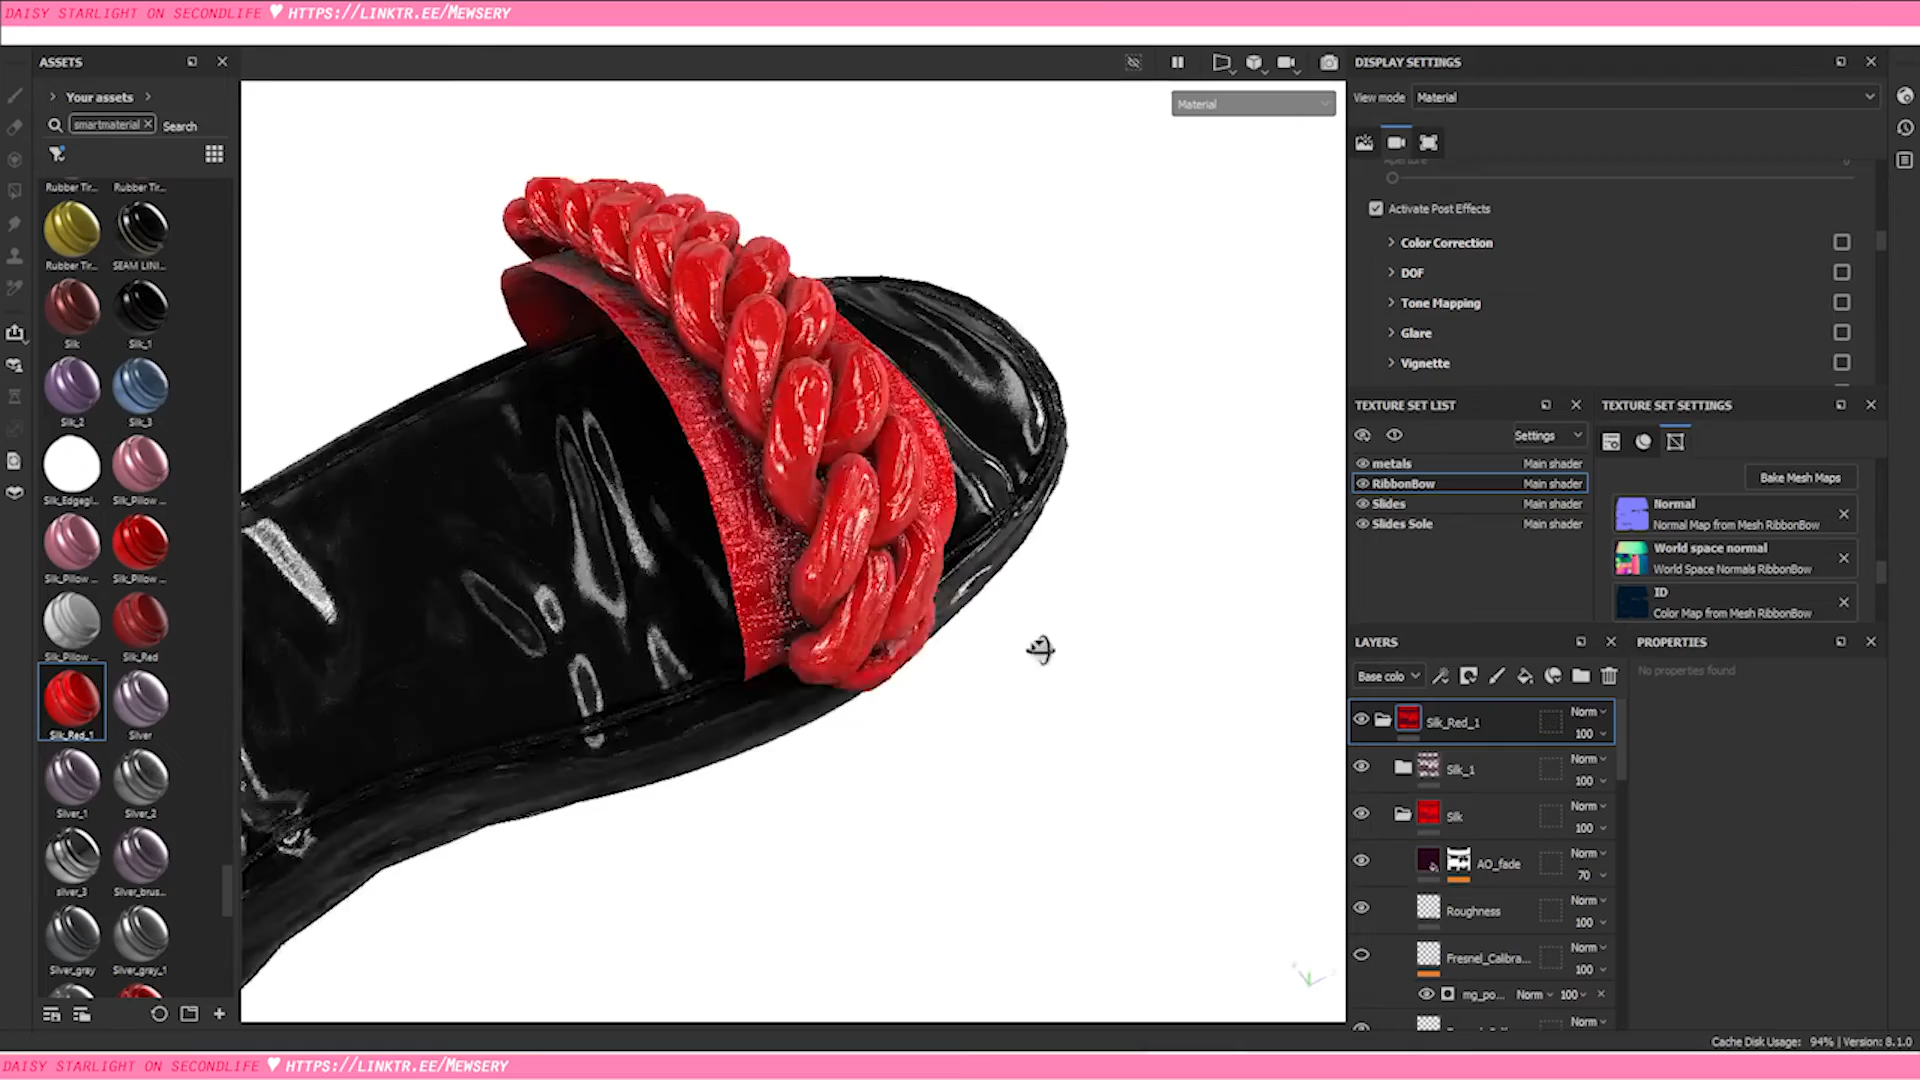 DAISY STARLIGHT ON SECONDLIFE ♥ HTTPS://LINKTR.EE/MEWSERY
ASSETS
Your assets
smartmaterial
Search
Rubber Tir... Rubber Tir...
Rubber Tir... SEAM LINI...
Silk Silk_1
Silk_2 Silk_3
Silk_Edgegl... Silk_Pillow ...
Silk_Pillow ... Silk_Pillow ...
Silk_Pillow ... Silk_Red
Silk_Red_1 Silver
Silver_1 Silver_2
silver_3 Silver_brus...
Silver_gray Silver_gray_1
Material
DISPLAY SETTINGS
View mode Material
Aperture 0
Activate Post Effects
Color Correction
DOF
Tone Mapping
Glare
Vignette
TEXTURE SET LIST
Settings
metals Main shader
RibbonBow Main shader
Slides Main shader
Slides Sole Main shader
TEXTURE SET SETTINGS
Bake Mesh Maps
Normal
Normal Map from Mesh RibbonBow
World space normal
World Space Normals RibbonBow
ID
Color Map from Mesh RibbonBow
LAYERS
Base colo
Silk_Red_1 Norm 100
Silk_1 Norm 100
Silk Norm 100
AO_fade Norm 70
Roughness Norm 100
Fresnel_Calibra... Norm 100
mg_po... Norm 100
Norm
PROPERTIES
No properties found
Cache Disk Usage: 94% | Version: 8.1.0
DAISY STARLIGHT ON SECONDLIFE ♥ HTTPS://LINKTR.EE/MEWSERY